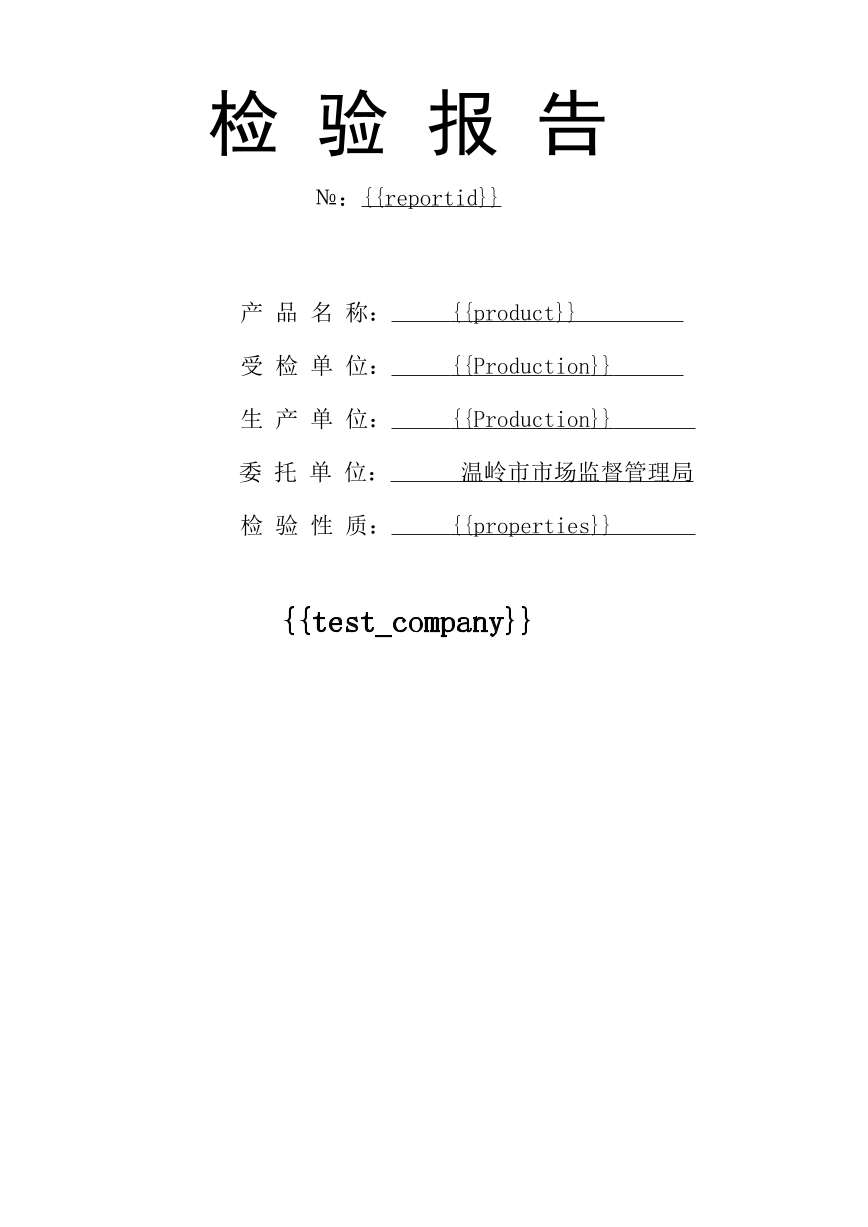 检 验 报 告
№：{{reportid}}
产 品 名 称：{{product}}
受 检 单 位：{{Production}}
生 产 单 位：{{Production}}
委 托 单 位：温岭市市场监督管理局
检 验 性 质：{{properties}}
{{test_company}}